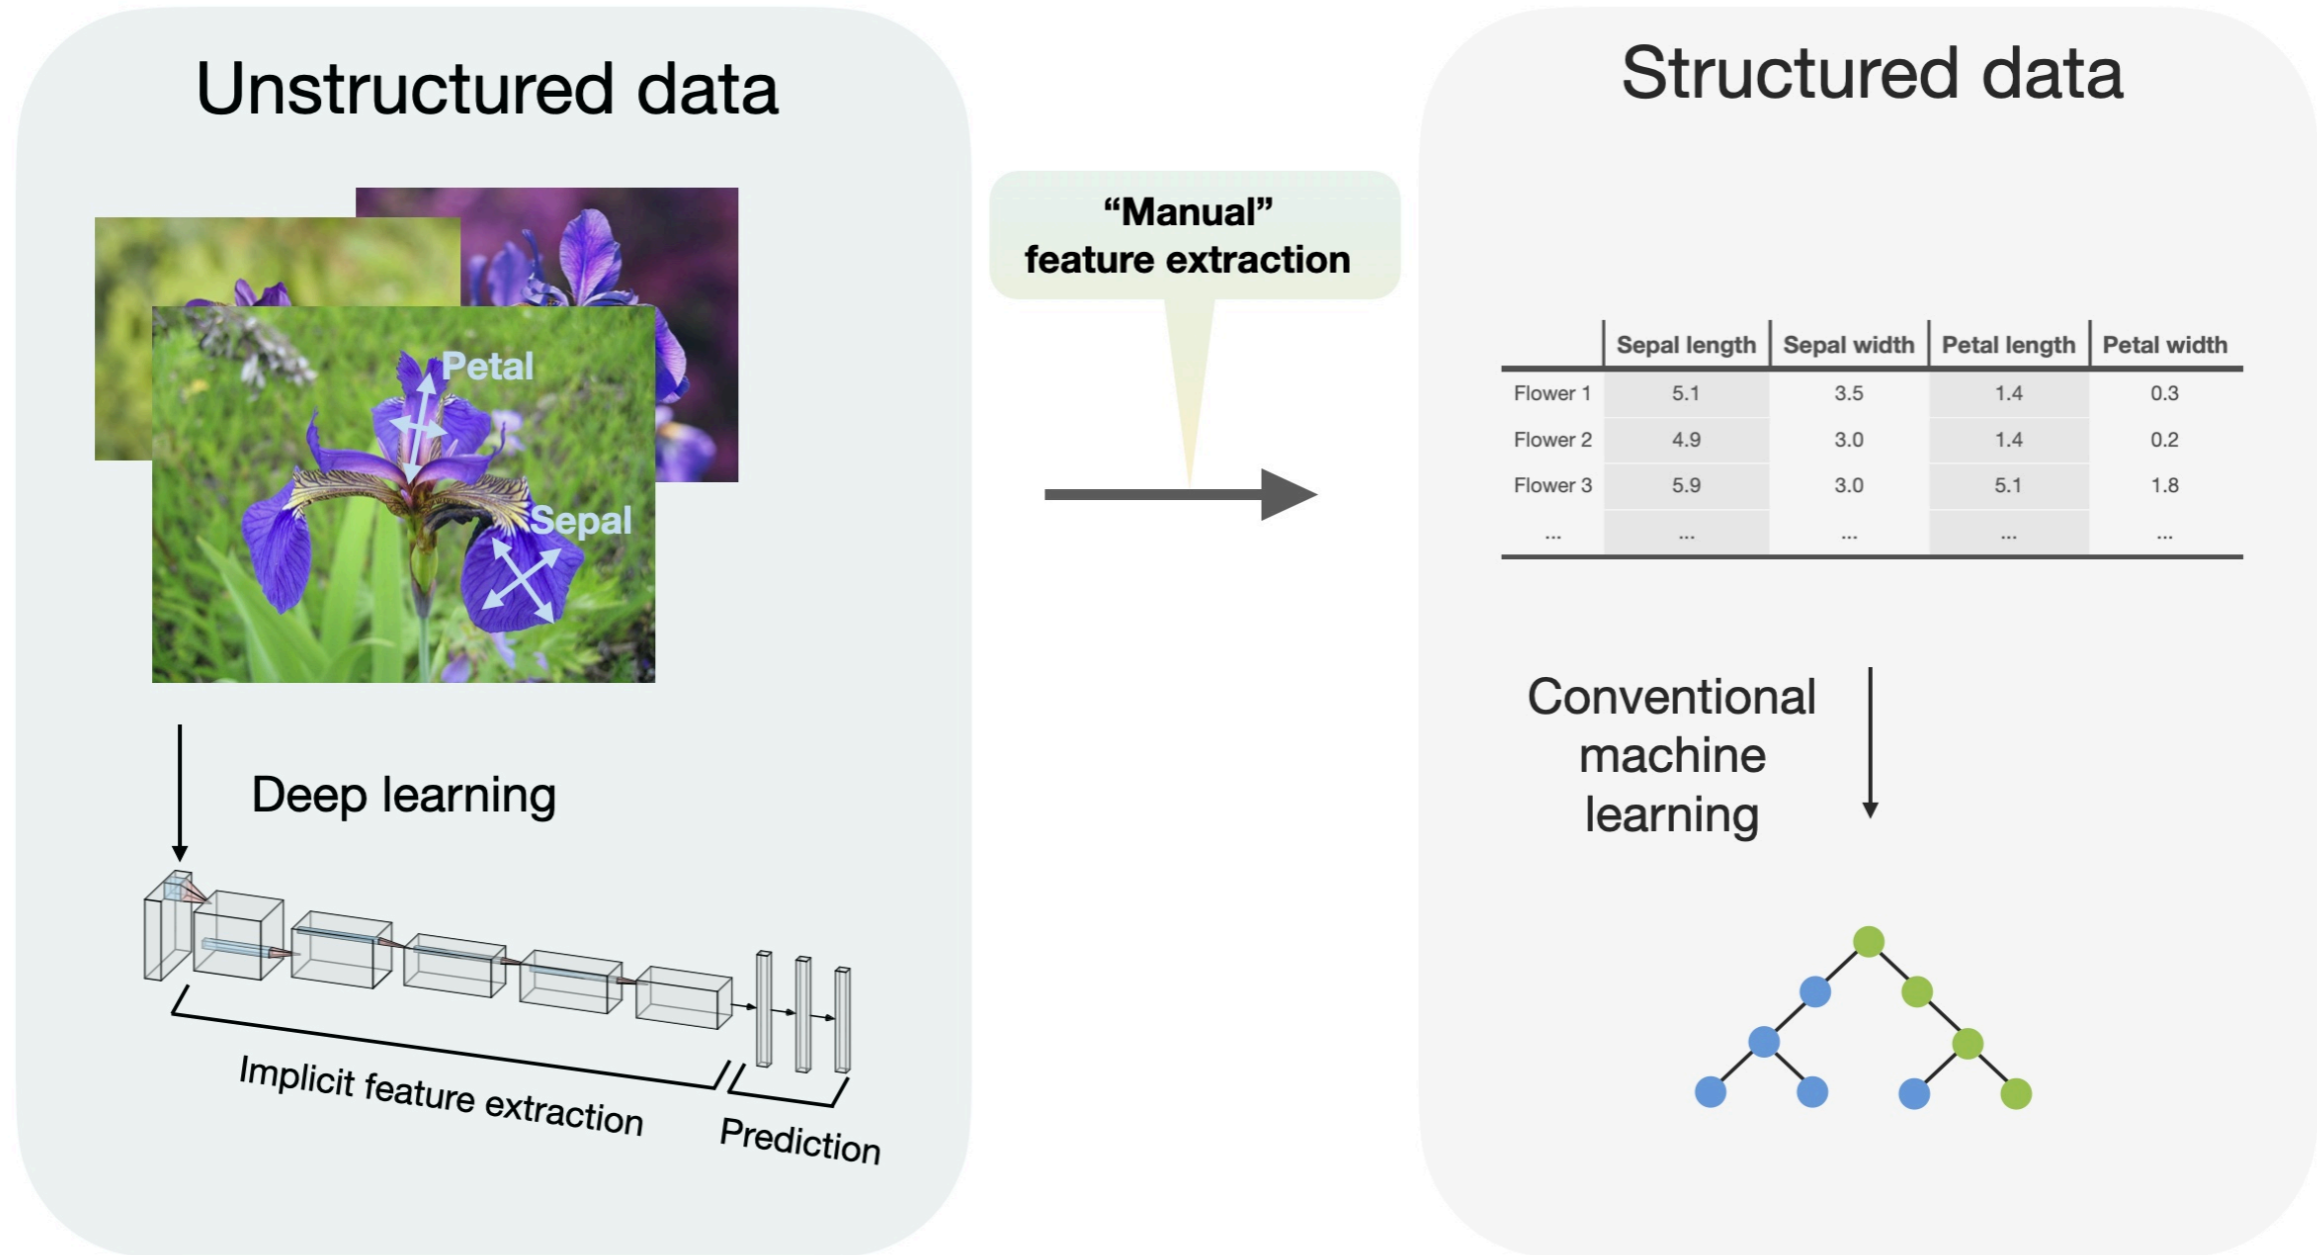 Unstructured data
Petal
Sepal
Deep learning
Implicit feature extraction
Prediction
“Manual”
feature extraction
Structured data
Sepal length Sepal width Petal length Petal width
Flower 1 5.1 3.5 1.4 0.3
Flower 2 4.9 3.0 1.4 0.2
Flower 3 5.9 3.0 5.1 1.8
... ... ... ... ...
Conventional
machine
learning